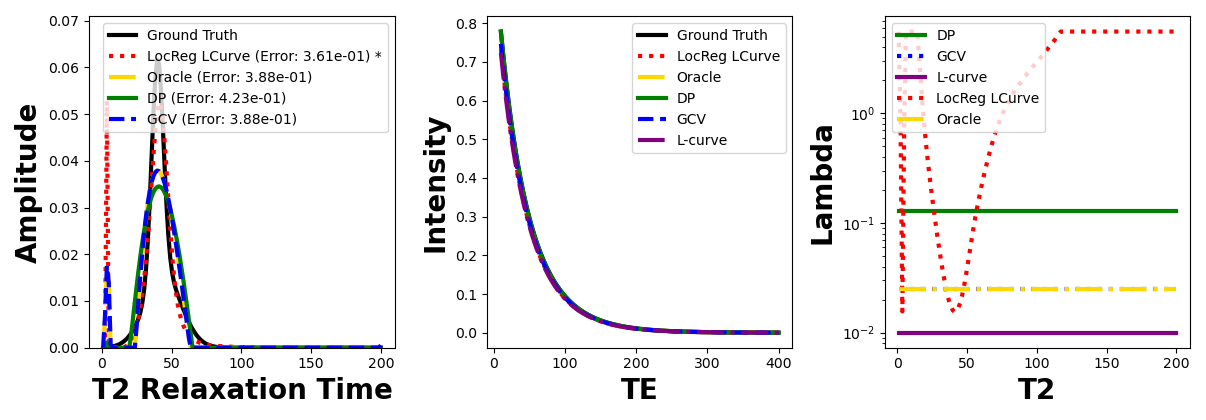 0.07
0.06
0.05
0.04
0.03
0.02
0.01
0.00
Amplitude
Ground Truth
LocReg LCurve (Error: 3.61e-01) *
Oracle (Error: 3.88e-01)
DP (Error: 4.23e-01)
GCV (Error: 3.88e-01)
0 50 100 150 200
T2 Relaxation Time
0.8
0.7
0.6
0.5
0.4
0.3
0.2
0.1
0.0
Intensity
Ground Truth
LocReg LCurve
Oracle
DP
GCV
L-curve
0 100 200 300 400
TE
10⁰
10⁻¹
10⁻²
Lambda
DP
GCV
L-curve
LocReg LCurve
Oracle
0 50 100 150 200
T2